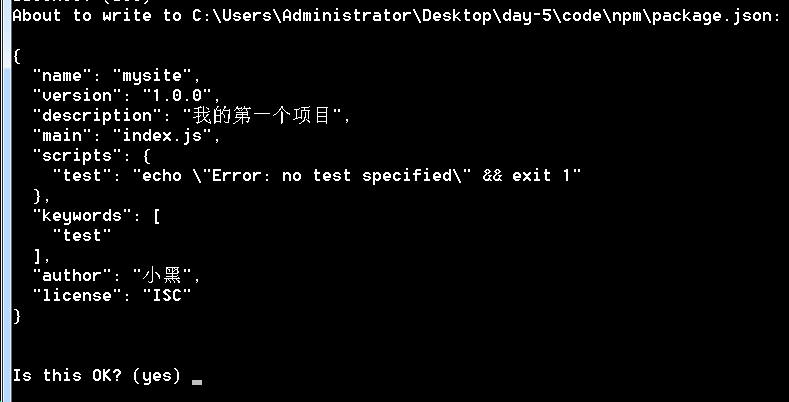 About to write to C:\Users\Administrator\Desktop\day-5\code\npm\package.json:
{
"name": "mysite",
"version": "1.0.0",
"description": "我的第一个项目",
"main": "index.js",
"scripts": {
"test": "echo \"Error: no test specified\" && exit 1"
},
"keywords": [
"test"
],
"author": "小黑",
"license": "ISC"
}
Is this OK? (yes) _